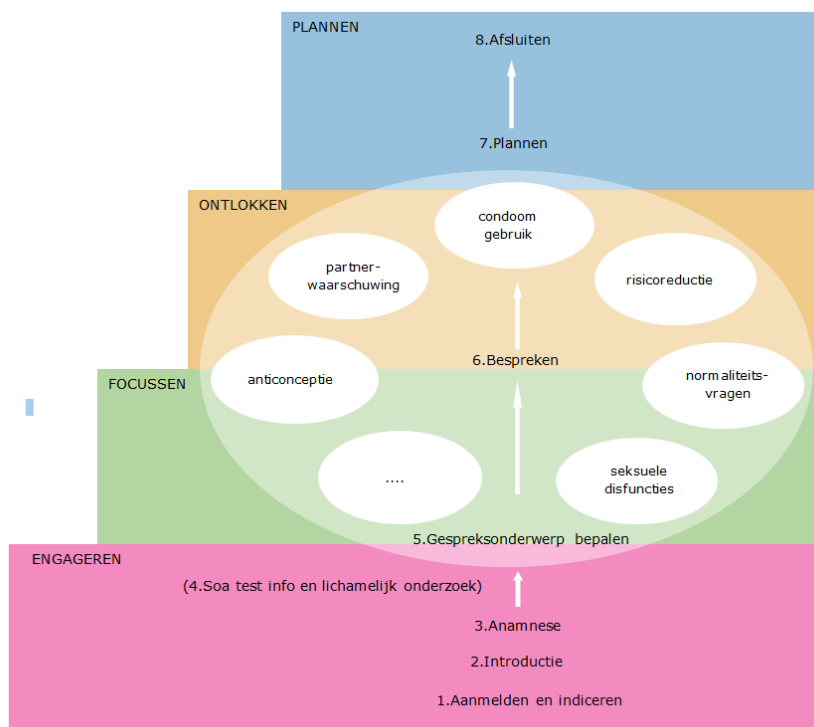 PLANNEN
8.Afsluiten
7.Plannen
ONTLOKKEN
condoom
gebruik
partner-
waarschuwing
risicoreductie
6.Bespreken
FOCUSSEN
anticonceptie
normaliteits-
vragen
....
seksuele
disfuncties
5.Gespreksonderwerp bepalen
ENGAGEREN
(4.Soa test info en lichamelijk onderzoek)
3.Anamnese
2.Introductie
1.Aanmelden en indiceren